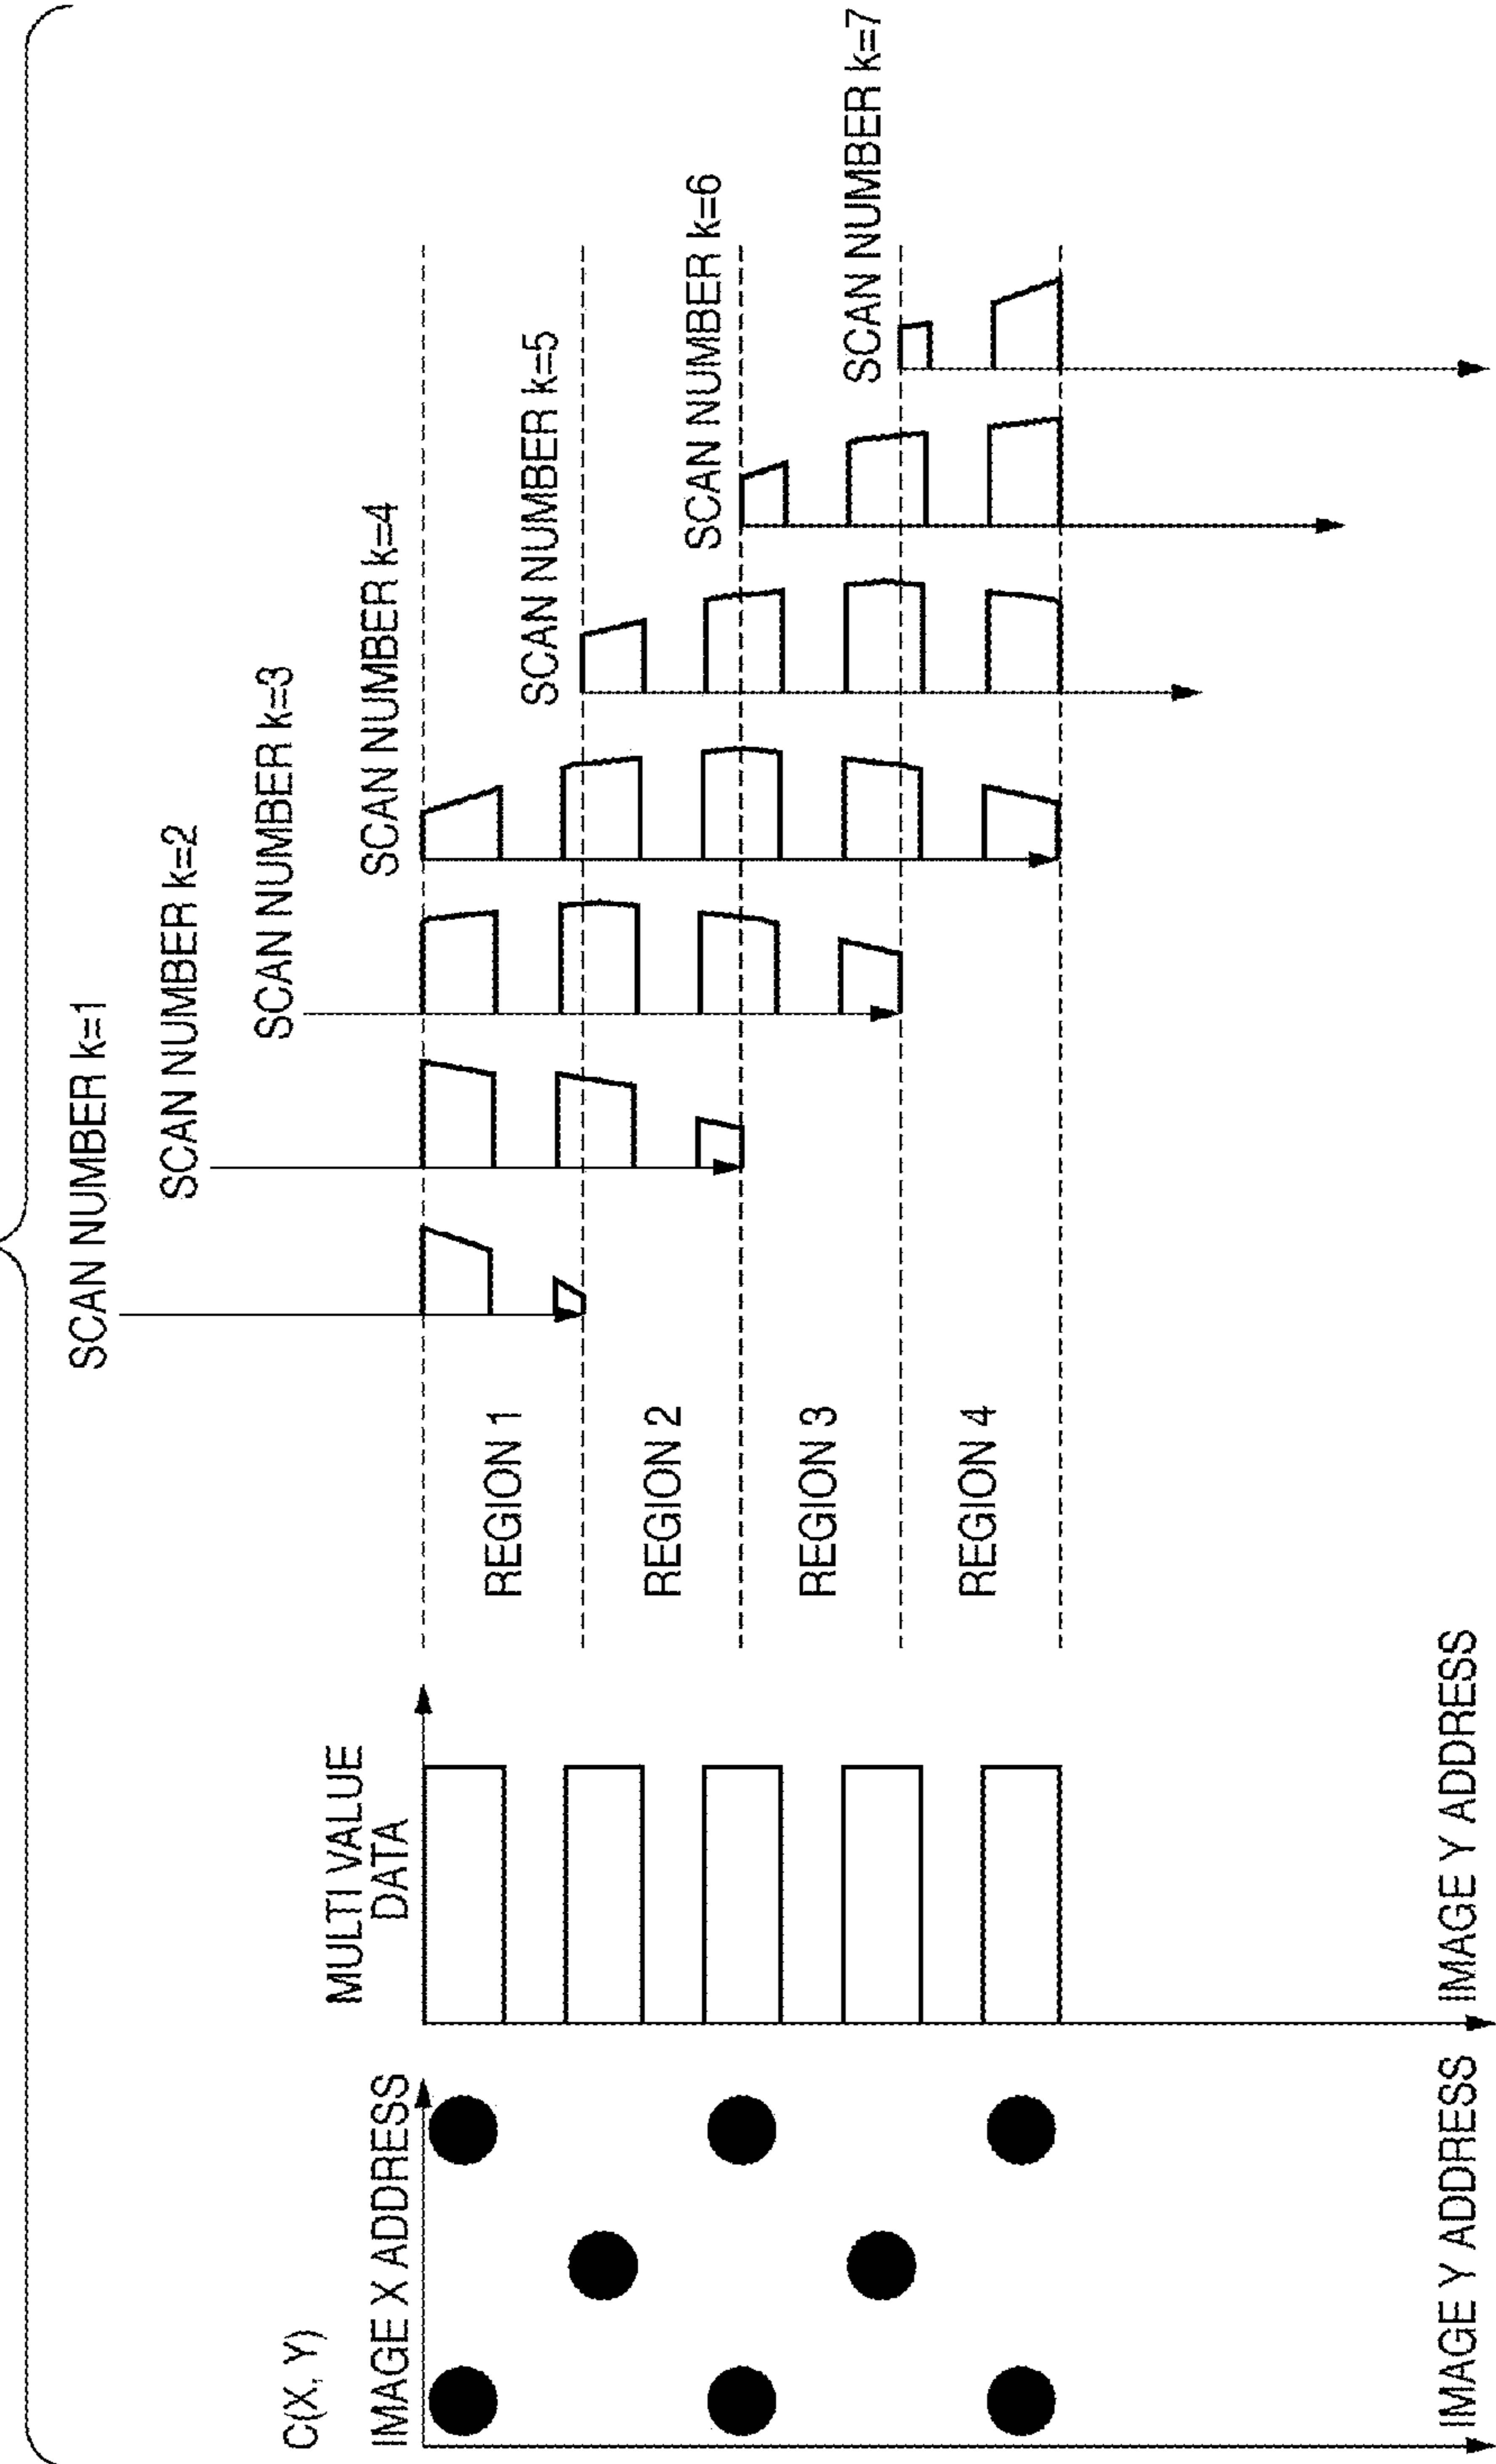 C(X, Y)
IMAGE X ADDRESS
IMAGE Y ADDRESS
MULTI VALUE
DATA
IMAGE Y ADDRESS
REGION 1
REGION 2
REGION 3
REGION 4
SCAN NUMBER k=1
SCAN NUMBER k=2
SCAN NUMBER k=3
SCAN NUMBER k=4
SCAN NUMBER k=5
SCAN NUMBER k=6
SCAN NUMBER k=7